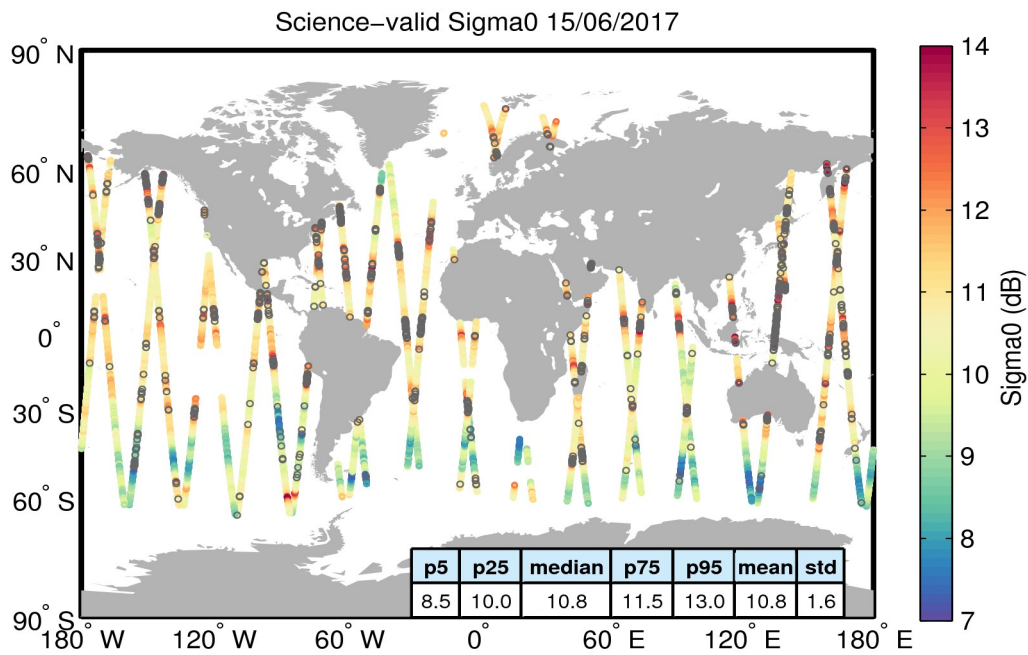 Science−valid Sigma0 15/06/2017
90° N
60° N
30° N
0°
30° S
60° S
90° S
180° W
120° W
60° W
0°
60° E
120° E
180° E
p5 p25 median p75 p95 mean std
8.5 10.0 10.8 11.5 13.0 10.8 1.6
14
13
12
11
10
9
8
7
Sigma0 (dB)